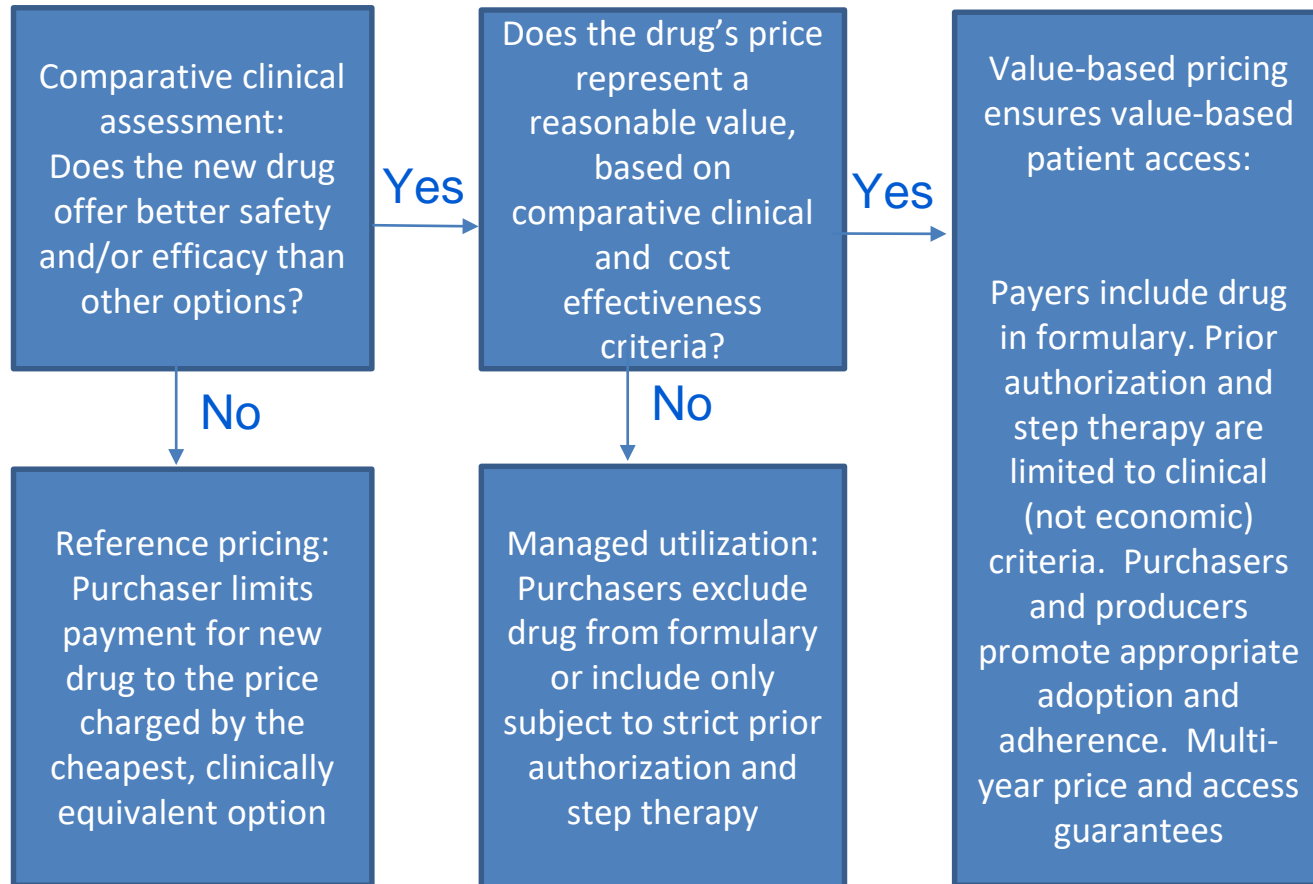 Comparative clinical
assessment:
Does the new drug
offer better safety
and/or efficacy than
other options?
Yes
Does the drug’s price
represent a
reasonable value,
based on
comparative clinical
and  cost
effectiveness
criteria?
Yes
Value-based pricing
ensures value-based
patient access:
Payers include drug
in formulary. Prior
authorization and
step therapy are
limited to clinical
(not economic)
criteria.  Purchasers
and producers
promote appropriate
adoption and
adherence.  Multi-
year price and access
guarantees
No
No
Reference pricing:
Purchaser limits
payment for new
drug to the price
charged by the
cheapest, clinically
equivalent option
Managed utilization:
Purchasers exclude
drug from formulary
or include only
subject to strict prior
authorization and
step therapy